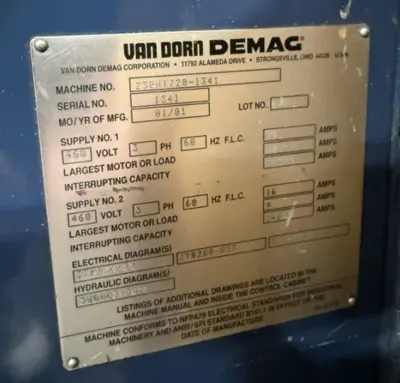 VAN DORN DEMAG
VAN DORN DEMAG CORPORATION • 11792 ALAMEDA DRIVE • STRONGSVILLE, OHIO 44136 U.S.A.
MACHINE NO.
SERIAL NO. 1341
LOT NO.
MO/YR OF MFG. 01/01
SUPPLY NO. 1
460 VOLT 3 PH 60 HZ F.L.C. AMPS
LARGEST MOTOR OR LOAD AMPS
INTERRUPTING CAPACITY AMPS
SUPPLY NO. 2
460 VOLT 3 PH 60 HZ F.L.C. 16 AMPS
LARGEST MOTOR OR LOAD AMPS
INTERRUPTING CAPACITY AMPS
ELECTRICAL DIAGRAM(S)
HYDRAULIC DIAGRAM(S)
LISTINGS OF ADDITIONAL DRAWINGS ARE LOCATED IN THE
MACHINE MANUAL AND INSIDE THE CONTROL CABINET
MACHINE CONFORMS TO NFPA79 ELECTRICAL STANDARDS FOR INDUSTRIAL
MACHINERY AND ANSI/SPI STANDARD B151. IN EFFECT ON THE
DATE OF MANUFACTURE.